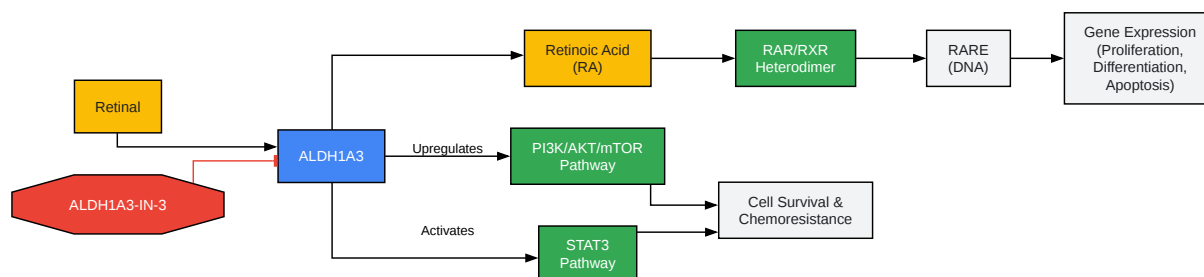 Gene Expression
(Proliferation,
Differentiation,
Apoptosis)
Retinoic Acid
(RA)
RAR/RXR
Heterodimer
RARE
(DNA)
Retinal
ALDH1A3
Upregulates
PI3K/AKT/mTOR
Pathway
ALDH1A3-IN-3
Cell Survival &
Chemoresistance
Activates
STAT3
Pathway